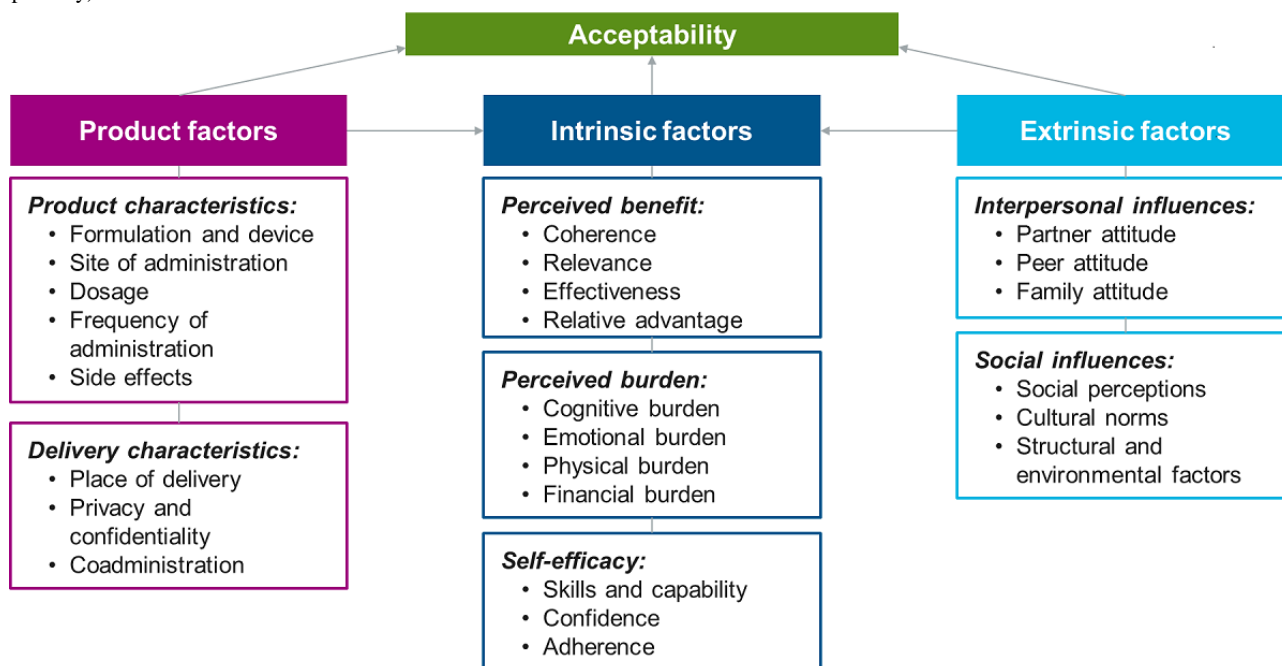 Acceptability
Product factors
Intrinsic factors
Extrinsic factors
Product characteristics:
• Formulation and device
• Site of administration
• Dosage
• Frequency of
administration
• Side effects
Delivery characteristics:
• Place of delivery
• Privacy and
confidentiality
• Coadministration
Perceived benefit:
• Coherence
• Relevance
• Effectiveness
• Relative advantage
Perceived burden:
• Cognitive burden
• Emotional burden
• Physical burden
• Financial burden
Self-efficacy:
• Skills and capability
• Confidence
• Adherence
Interpersonal influences:
• Partner attitude
• Peer attitude
• Family attitude
Social influences:
• Social perceptions
• Cultural norms
• Structural and
environmental factors